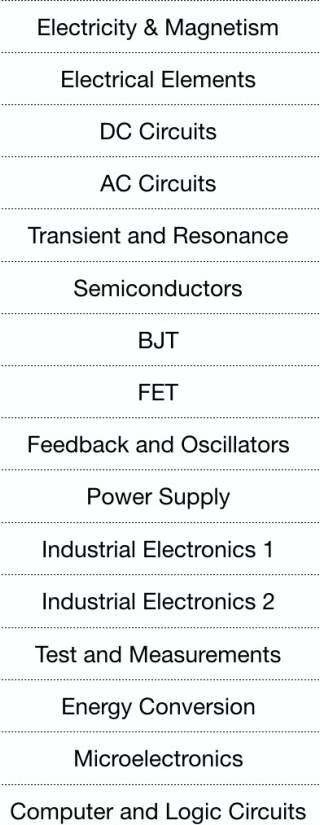 Electricity & Magnetism
Electrical Elements
DC Circuits
AC Circuits
Transient and Resonance
Semiconductors
BJT
FET
Feedback and Oscillators
Power Supply
Industrial Electronics 1
Industrial Electronics 2
Test and Measurements
Energy Conversion
Microelectronics
Computer and Logic Circuits